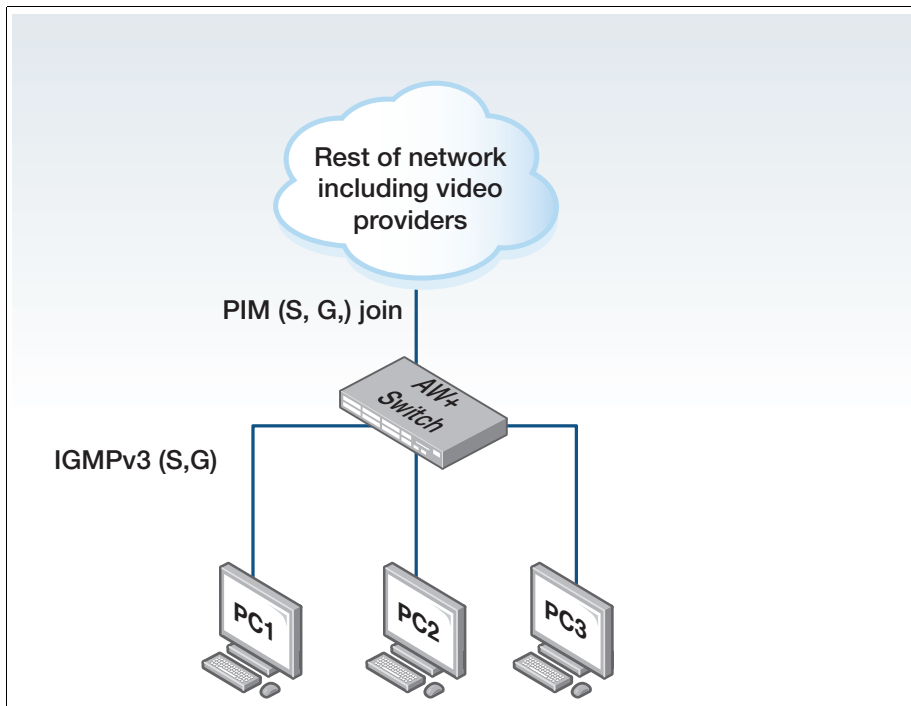 Rest of network
including video
providers
PIM (S, G,) join
AW+
Switch
IGMPv3 (S,G)
PC1
PC2
PC3